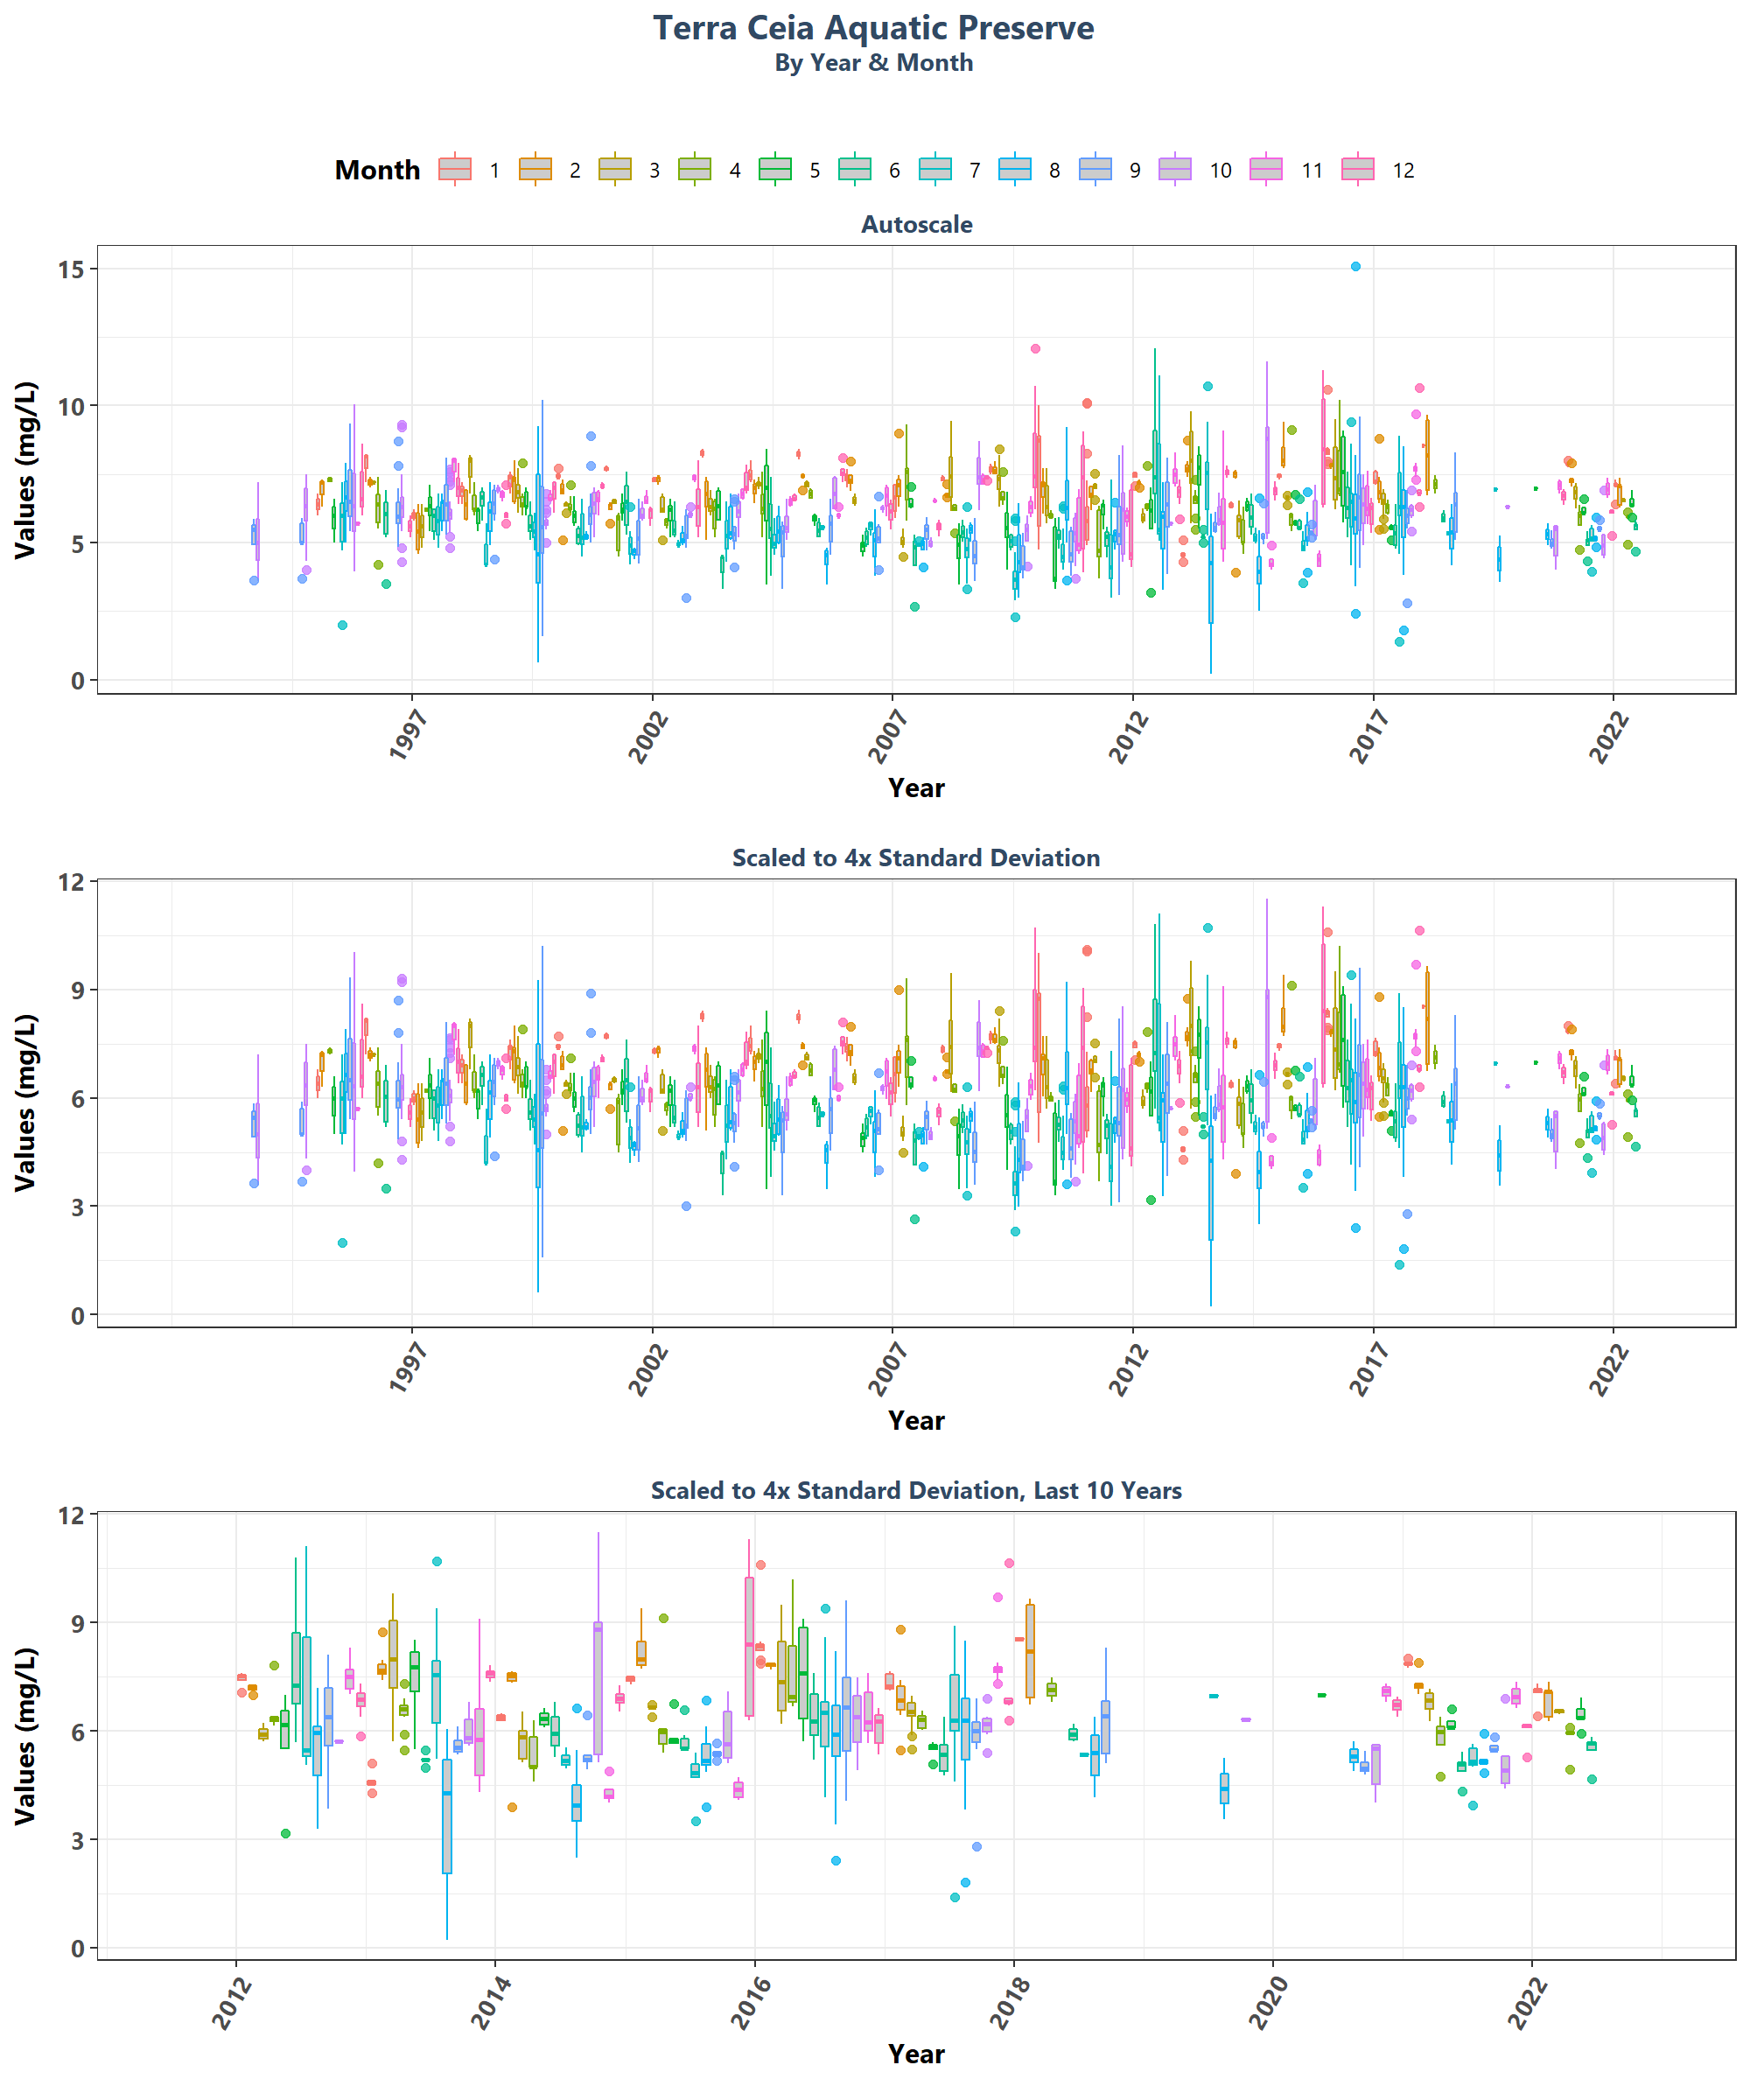 Terra Ceia Aquatic Preserve
By Year & Month
Month 1 2 3 4 5 6 7 8 9 10 11 12
Autoscale
Values (mg/L)
15
10
5
0
1997 2002 2007 2012 2017 2022
Year
Scaled to 4x Standard Deviation
Values (mg/L)
12
9
6
3
0
1997 2002 2007 2012 2017 2022
Year
Scaled to 4x Standard Deviation, Last 10 Years
Values (mg/L)
12
9
6
3
0
2012 2014 2016 2018 2020 2022
Year